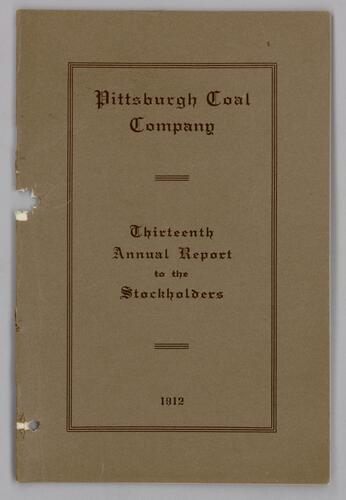 Pittsburgh Coal
Company
Thirteenth
Annual Report
to the
Stockholders
1912